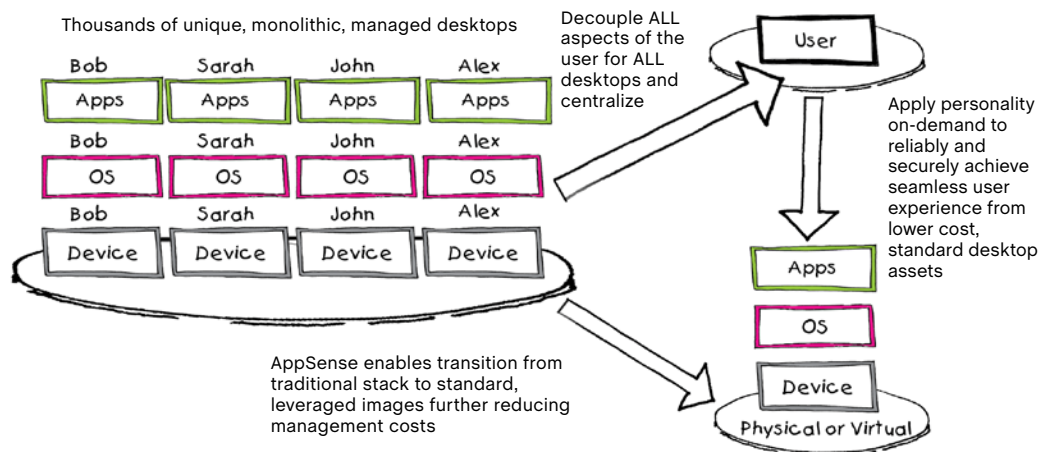 Thousands of unique, monolithic, managed desktops
Bob Sarah John Alex
Apps Apps Apps Apps
Bob Sarah John Alex
OS OS OS OS
Bob Sarah John Alex
Device Device Device Device
Decouple ALL
aspects of the
user for ALL
desktops and
centralize
User
Apply personality
on-demand to
reliably and
securely achieve
seamless user
experience from
lower cost,
standard desktop
assets
Apps
OS
Device
Physical or Virtual
AppSense enables transition from
traditional stack to standard,
leveraged images further reducing
management costs